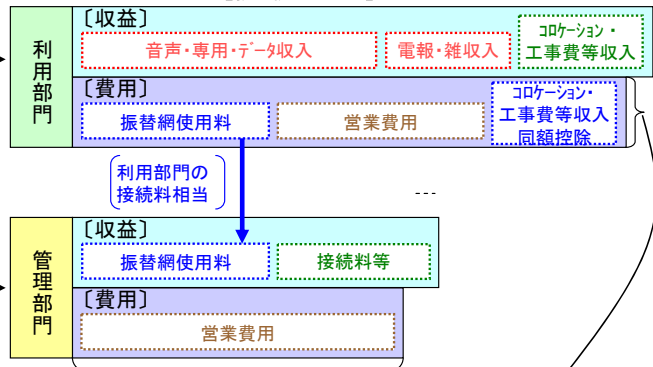 〔収益〕
利用部門
音声・専用・ﾃﾞｰﾀ収入
電報・雑収入
ｺﾛｹｰｼｮﾝ・
工事費等収入
〔費用〕
振替網使用料
営業費用
ｺﾛｹｰｼｮﾝ・
工事費等収入
同額控除
利用部門の
接続料相当
---
管理部門
〔収益〕
振替網使用料
接続料等
〔費用〕
営業費用